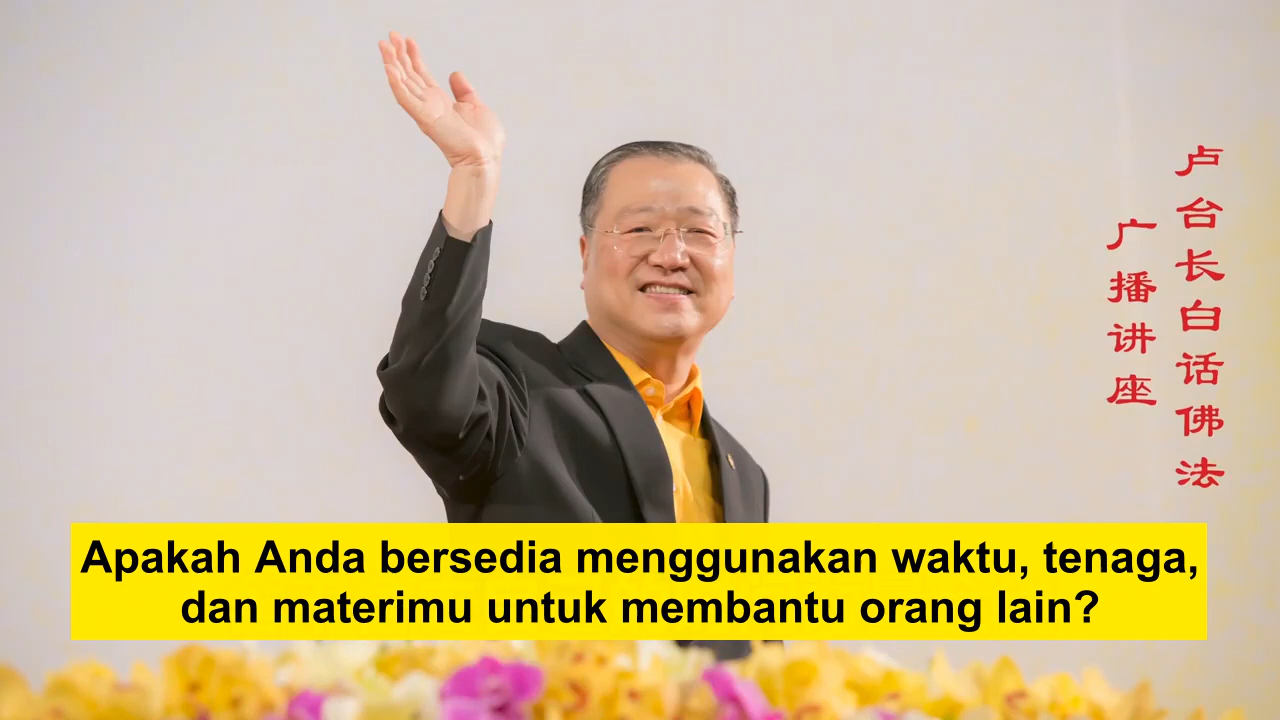 卢台长白话佛法
广播讲座
Apakah Anda bersedia menggunakan waktu, tenaga,
dan materimu untuk membantu orang lain?